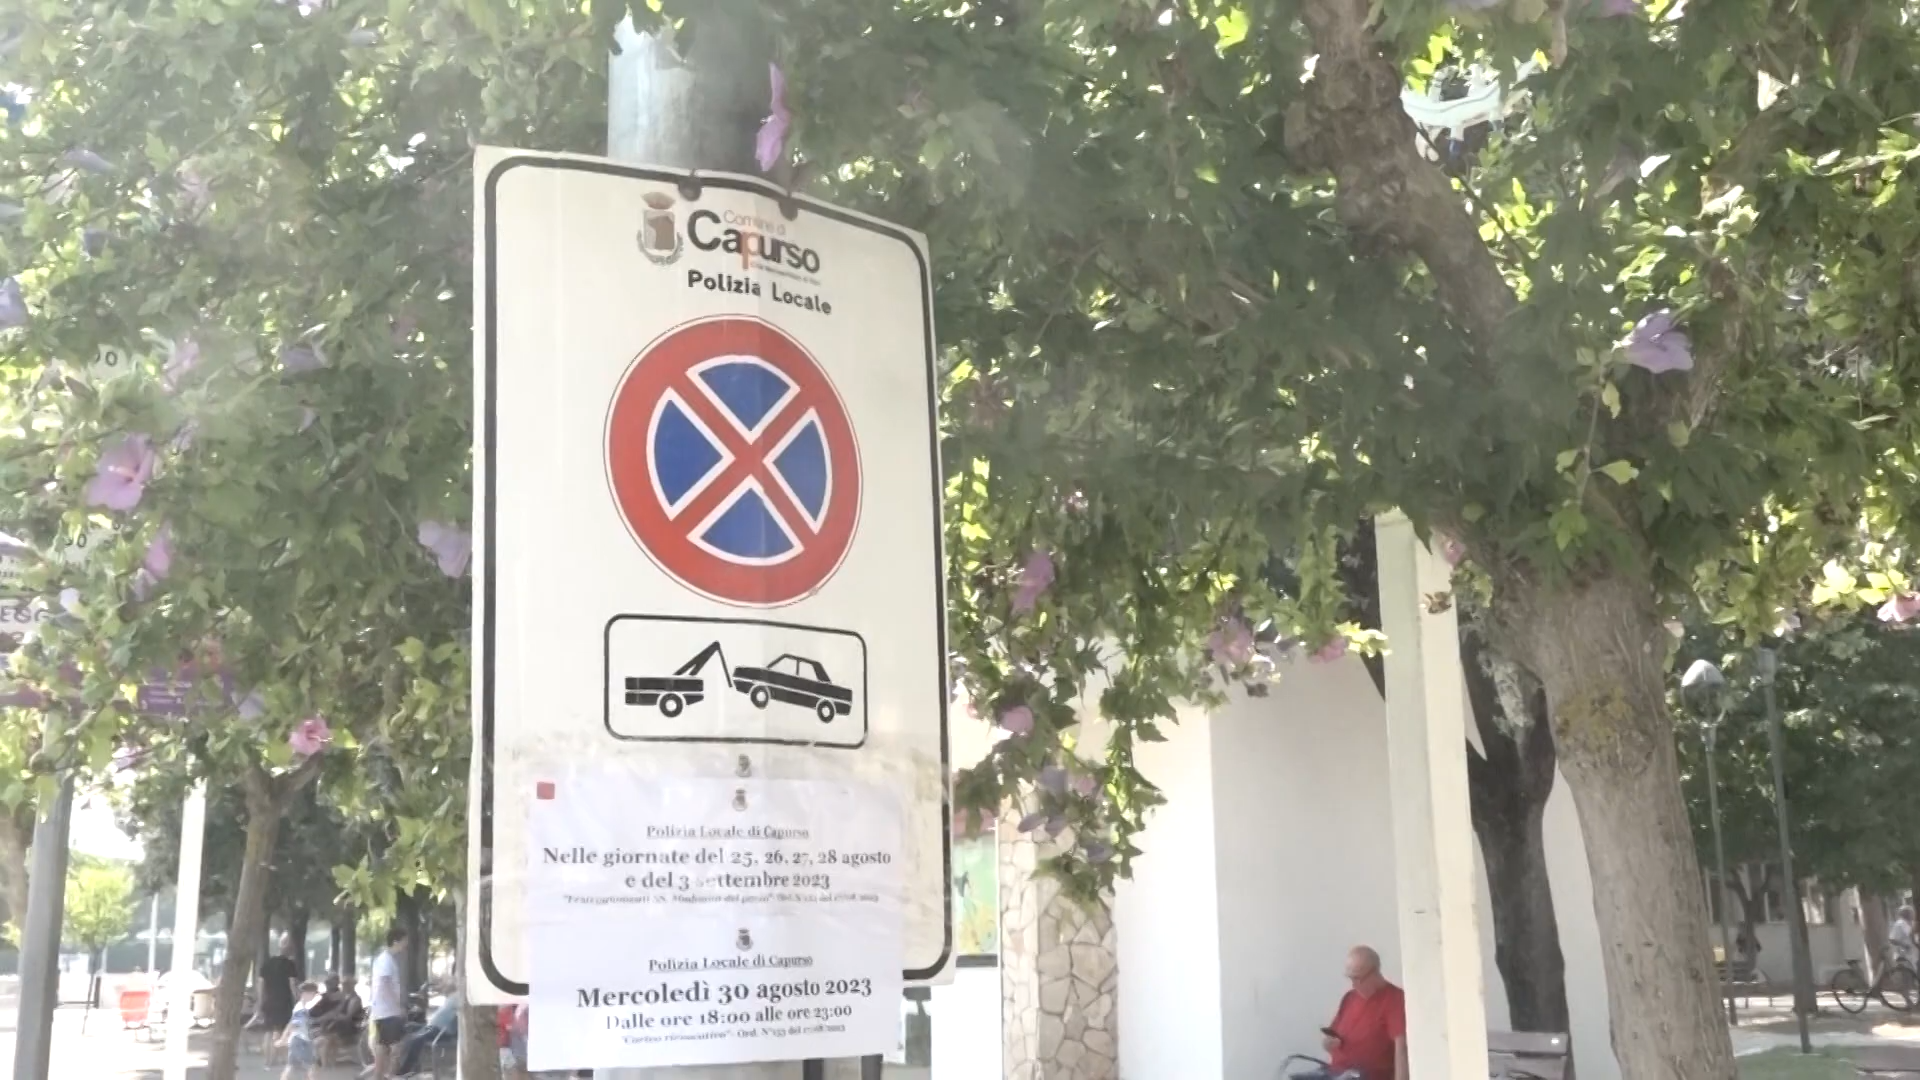 Comune di
Capurso
Polizia Locale
Polizia Locale di Capurso
Nelle giornate del 25, 26, 27, 28 agosto
e del 3 settembre 2023
Polizia Locale di Capurso
Mercoledì 30 agosto 2023
Dalle ore 18:00 alle ore 23:00